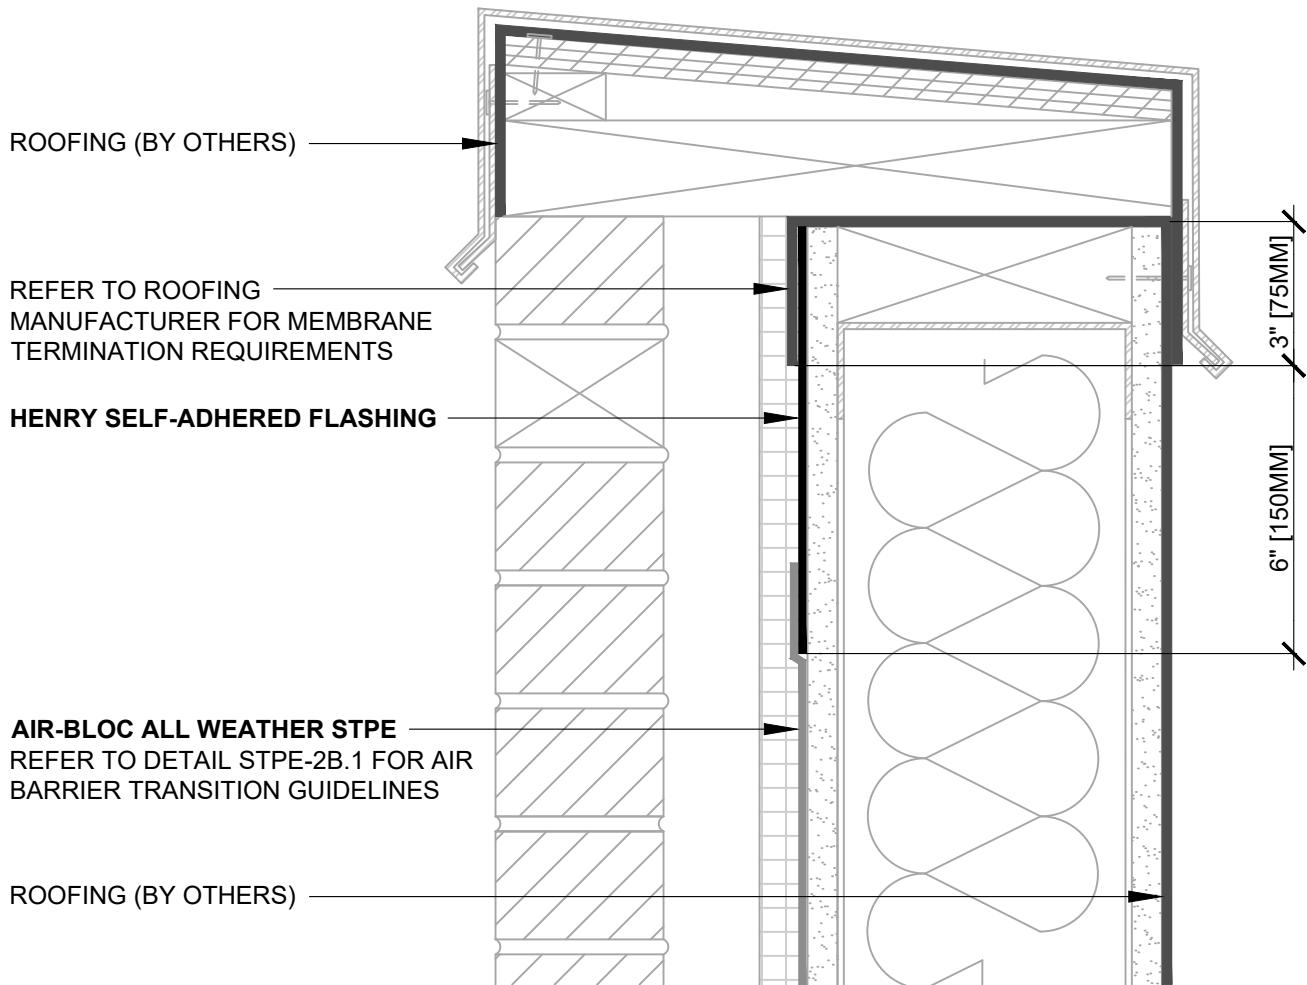 ROOFING (BY OTHERS)
REFER TO ROOFING
MANUFACTURER FOR MEMBRANE
TERMINATION REQUIREMENTS
HENRY SELF-ADHERED FLASHING
AIR-BLOC ALL WEATHER STPE
REFER TO DETAIL STPE-2B.1 FOR AIR
BARRIER TRANSITION GUIDELINES
ROOFING (BY OTHERS)
3" [75MM]
6" [150MM]